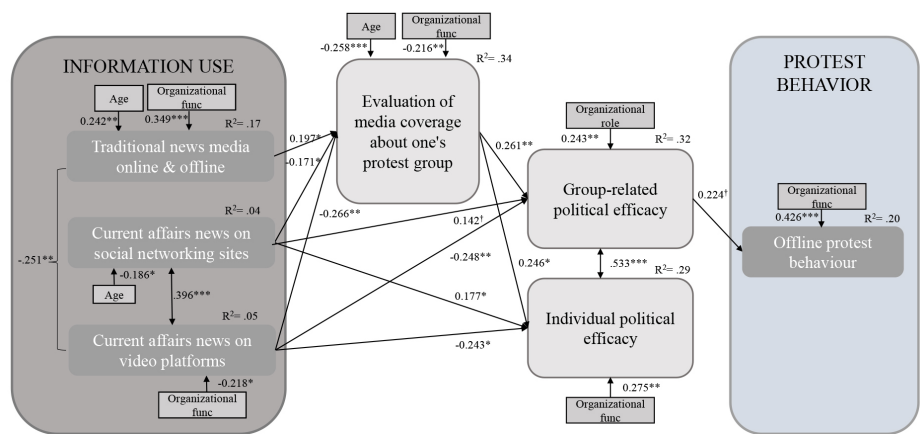 INFORMATION USE
Age
Organizational
func
0.242**
0.349***
R²= .17
Traditional news media
online & offline
R²= .04
Current affairs news on
social networking sites
-.251**
-0.186*
Age
.396***
R²= .05
Current affairs news on
video platforms
-0.218*
Organizational
func
Age
Organizational
func
-0.258***
-0.216**
R²= .34
Evaluation of
media coverage
about one's
protest group
0.197*
-0.171*
-0.266**
0.142†
-0.248**
0.177*
-0.243*
0.261**
0.246*
Organizational
role
0.243**
R²= .32
Group-related
political efficacy
.533***
R²= .29
Individual political
efficacy
0.275**
Organizational
func
0.224†
PROTEST
BEHAVIOR
Organizational
func
0.426***
R²= .20
Offline protest
behaviour